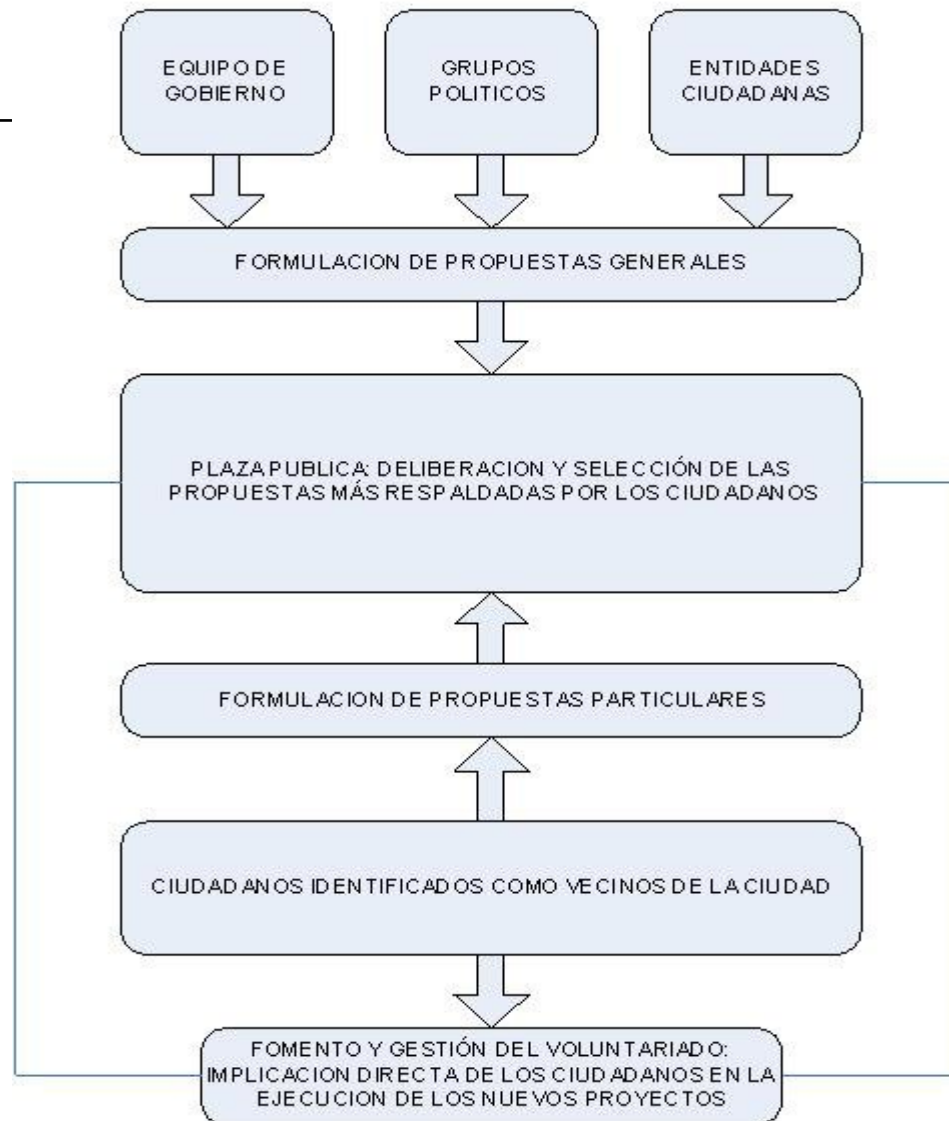 EQUIPO DE
GOBIERNO
GRUPOS
POLITICOS
ENTIDADES
CIUDADANAS
FORMULACION DE PROPUESTAS GENERALES
PLAZA PUBLICA: DELIBERACION Y SELECCIÓN DE LAS
PROPUESTAS MÁS RESPALDADAS POR LOS CIUDADANOS
FORMULACION DE PROPUESTAS PARTICULARES
CIUDADANOS IDENTIFICADOS COMO VECINOS DE LA CIUDAD
FOMENTO Y GESTIÓN DEL VOLUNTARIADO:
IMPLICACION DIRECTA DE LOS CIUDADANOS EN LA
EJECUCION DE LOS NUEVOS PROYECTOS